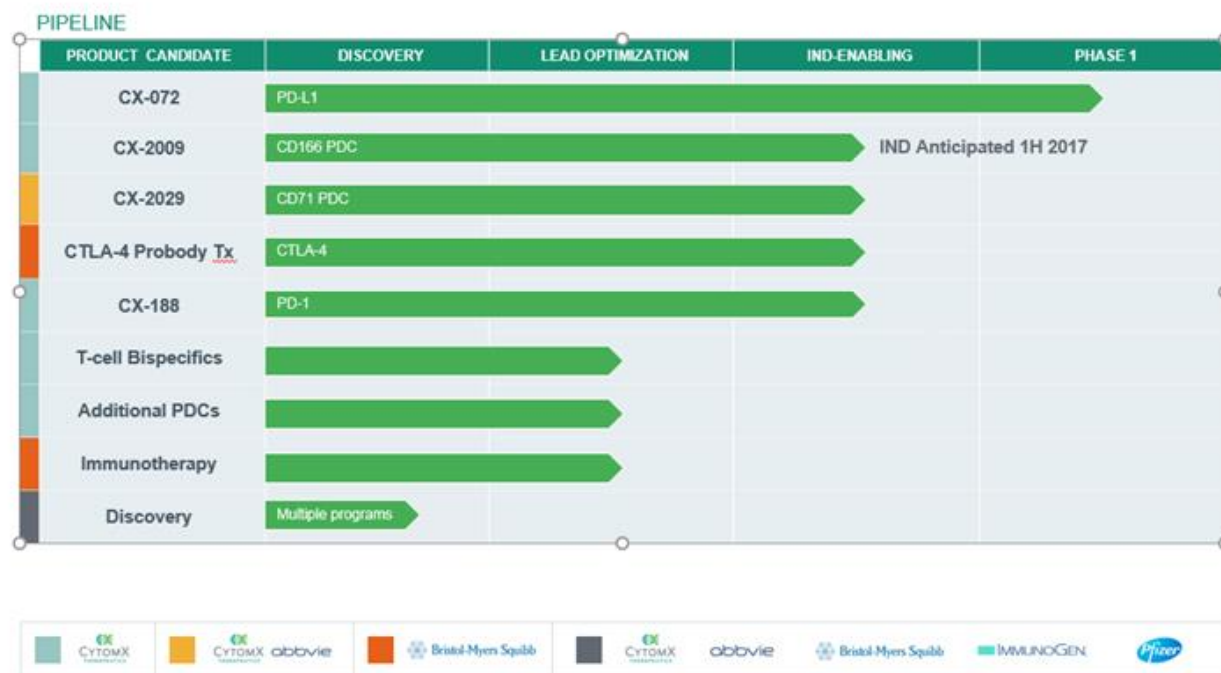 PIPELINE
PRODUCT CANDIDATE DISCOVERY LEAD OPTIMIZATION IND-ENABLING PHASE 1
CX-072 PD-L1
CX-2009 CD166 PDC IND Anticipated 1H 2017
CX-2029 CD71 PDC
CTLA-4 Probody Tx CTLA-4
CX-188 PD-1
T-cell Bispecifics
Additional PDCs
Immunotherapy
Discovery Multiple programs
CYTOMX THERAPEUTICS CYTOMX THERAPEUTICS abbvie Bristol-Myers Squibb CYTOMX THERAPEUTICS abbvie Bristol-Myers Squibb IMMUNOGEN Pfizer